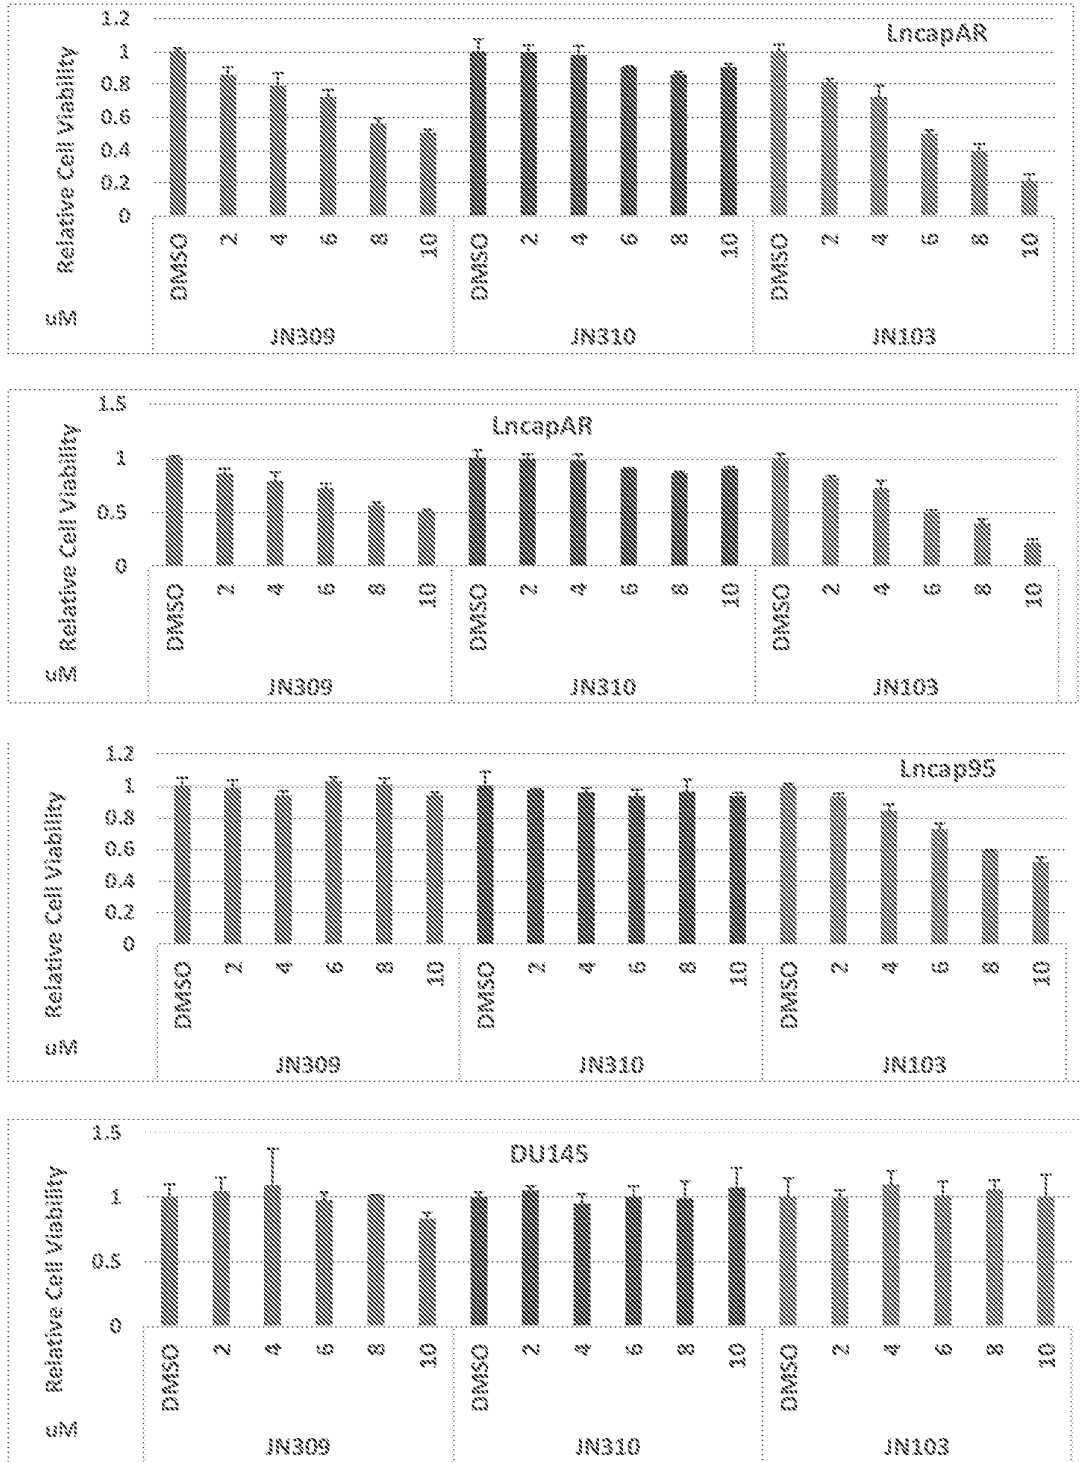 1.2
1
0.8
0.6
0.4
0.2
0
Relative Cell Viability
LncapAR
DMSO 2 4 6 8 10 DMSO 2 4 6 8 10 DMSO 2 4 6 8 10
uM
JN309 JN310 JN103
1.5
1
0.5
0
Relative Cell Viability
LncapAR
DMSO 2 4 6 8 10 DMSO 2 4 6 8 10 DMSO 2 4 6 8 10
uM
JN309 JN310 JN103
1.2
1
0.8
0.6
0.4
0.2
0
Relative Cell Viability
Lncap95
DMSO 2 4 6 8 10 DMSO 2 4 6 8 10 DMSO 2 4 6 8 10
uM
JN309 JN310 JN103
1.5
1
0.5
0
Relative Cell Viability
DU145
DMSO 2 4 6 8 10 DMSO 2 4 6 8 10 DMSO 2 4 6 8 10
uM
JN309 JN310 JN103